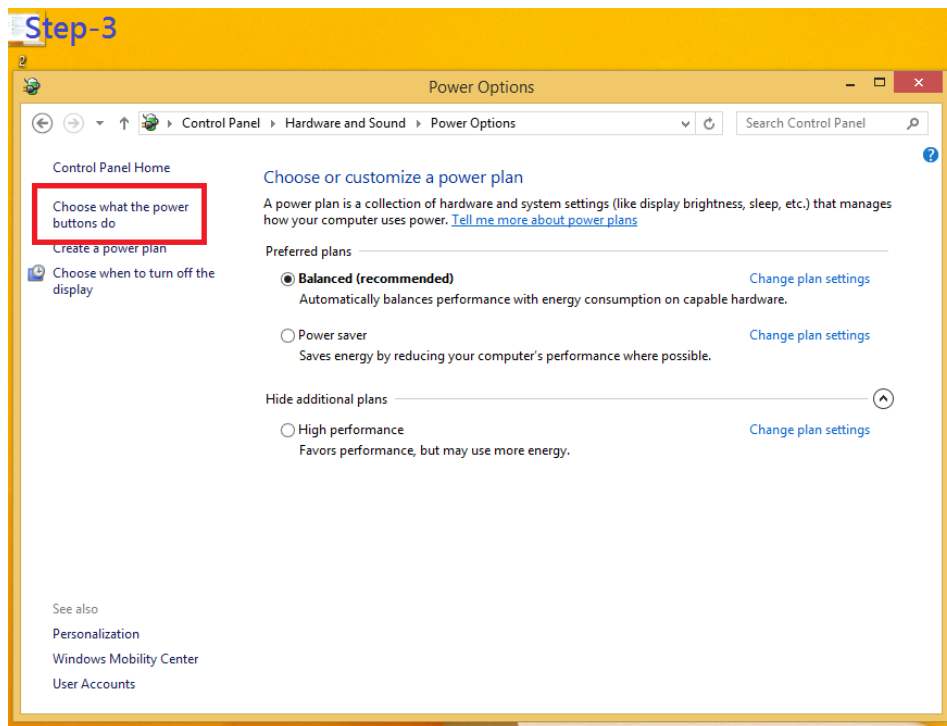 Step-3
2
Power Options
Control Panel Hardware and Sound Power Options
Search Control Panel
?
Control Panel Home
Choose what the power
buttons do
Create a power plan
Choose when to turn off the
display
Choose or customize a power plan
A power plan is a collection of hardware and system settings (like display brightness, sleep, etc.) that manages
how your computer uses power. Tell me more about power plans
Preferred plans
Balanced (recommended) Change plan settings
Automatically balances performance with energy consumption on capable hardware.
Power saver Change plan settings
Saves energy by reducing your computer's performance where possible.
Hide additional plans
High performance Change plan settings
Favors performance, but may use more energy.
See also
Personalization
Windows Mobility Center
User Accounts